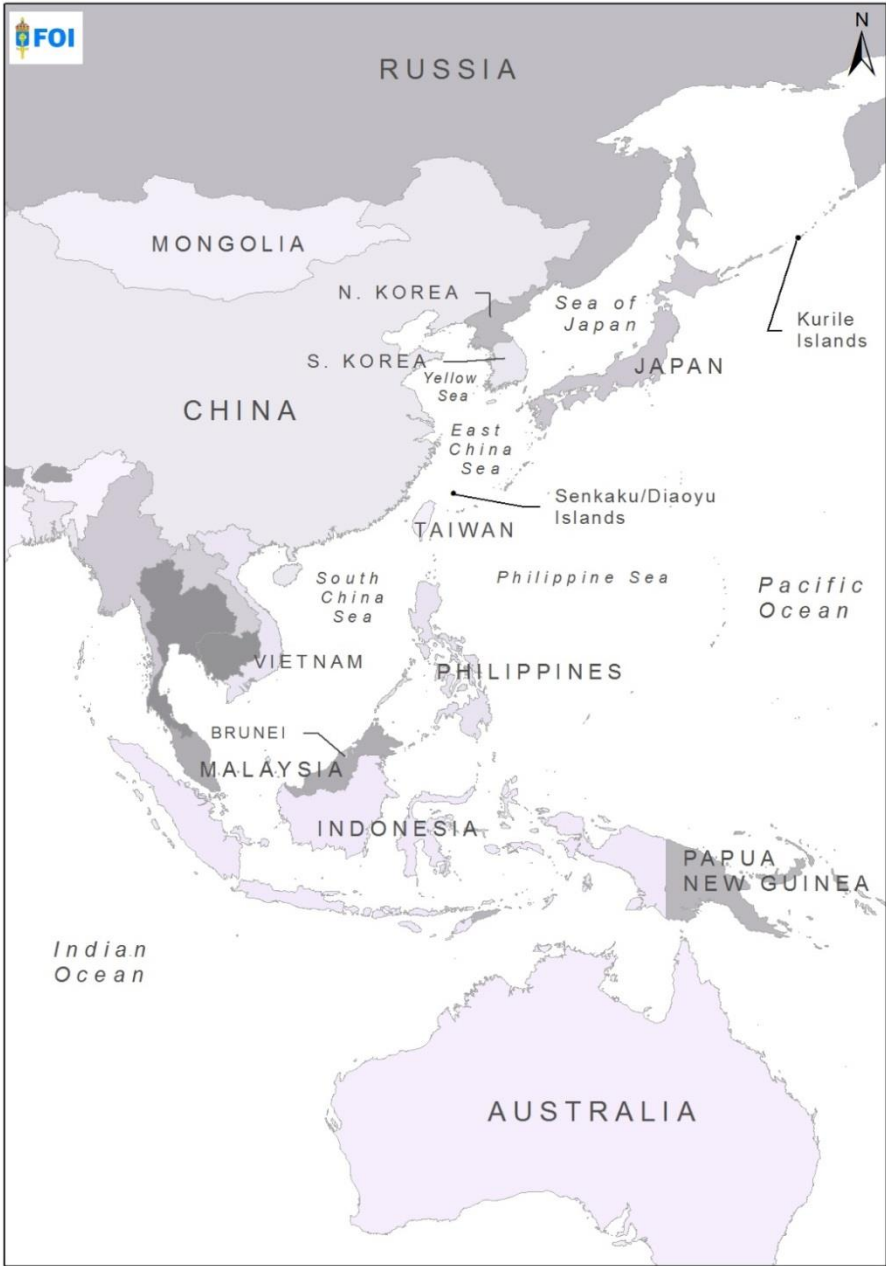 FOI
N
RUSSIA
MONGOLIA
N. KOREA
Sea of
Japan
Kurile
Islands
S. KOREA
Yellow
Sea
JAPAN
CHINA
East
China
Sea
Senkaku/Diaoyu
Islands
TAIWAN
South
China
Sea
Philippine Sea
Pacific
Ocean
VIETNAM
PHILIPPINES
BRUNEI
MALAYSIA
INDONESIA
PAPUA
NEW GUINEA
Indian
Ocean
AUSTRALIA